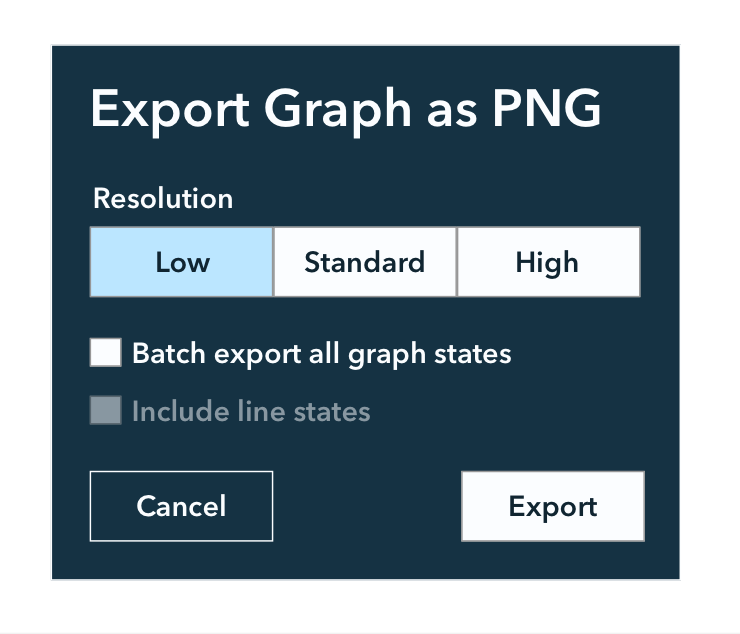 Export Graph as PNG
Resolution
Low Standard High
Batch export all graph states
Include line states
Cancel Export